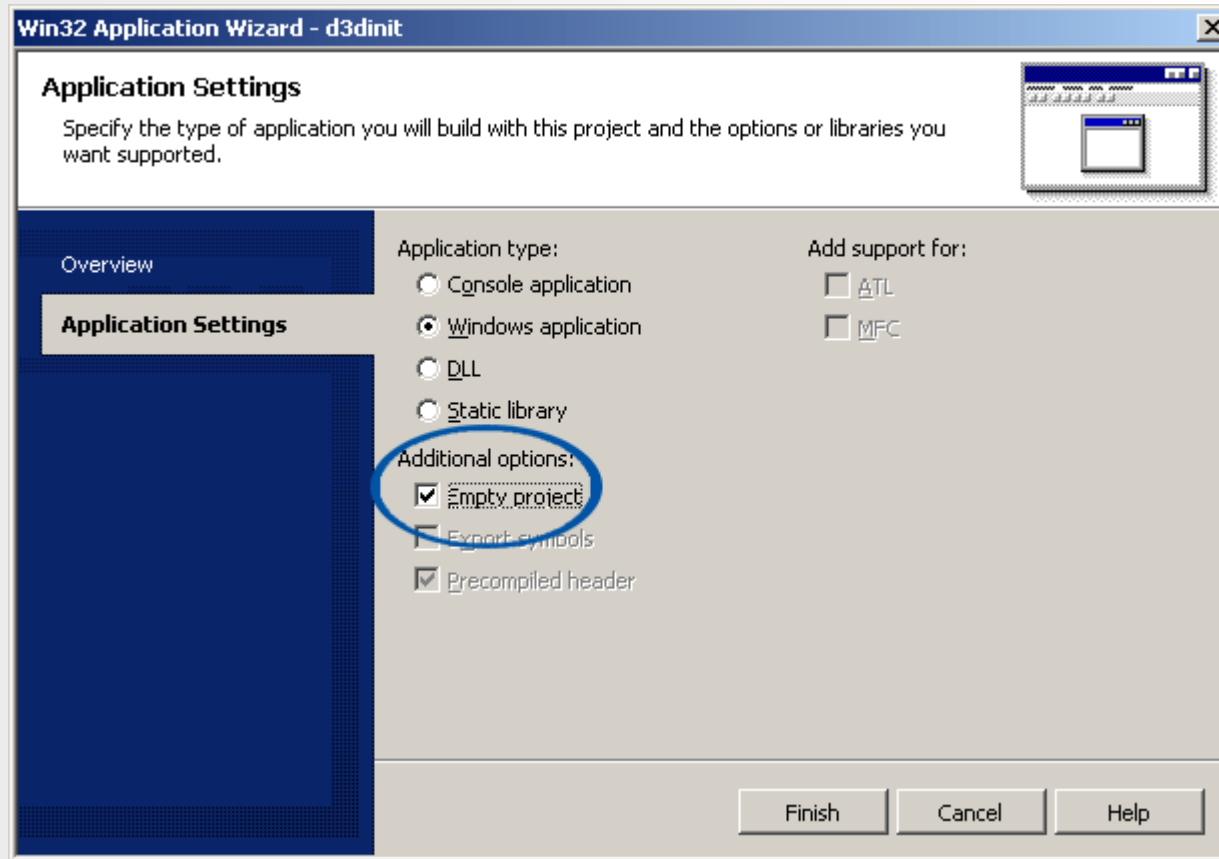 Win32 Application Wizard - d3dinit
Application Settings
Specify the type of application you will build with this project and the options or libraries you
want supported.
Overview
Application Settings
Application type:
Console application
Windows application
DLL
Static library
Additional options:
Empty project
Export symbols
Precompiled header
Add support for:
ATL
MFC
Finish
Cancel
Help